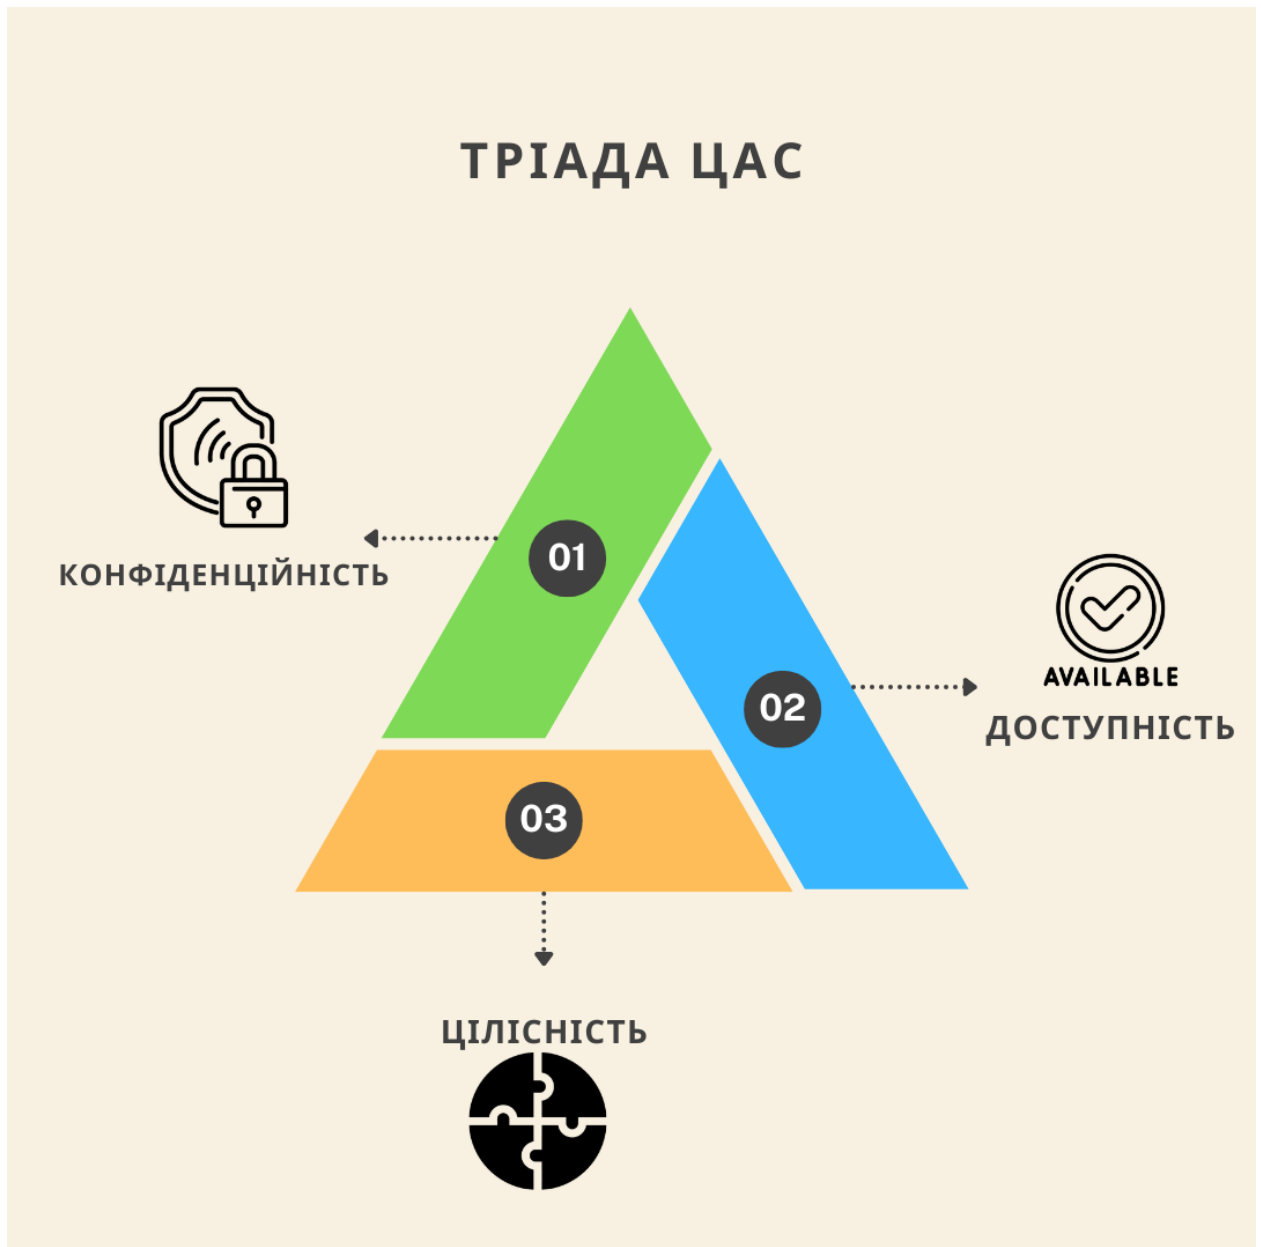 ТРІАДА ЦАС
01
КОНФІДЕНЦІЙНІСТЬ
02
AVAILABLE
ДОСТУПНІСТЬ
03
ЦІЛІСНІСТЬ